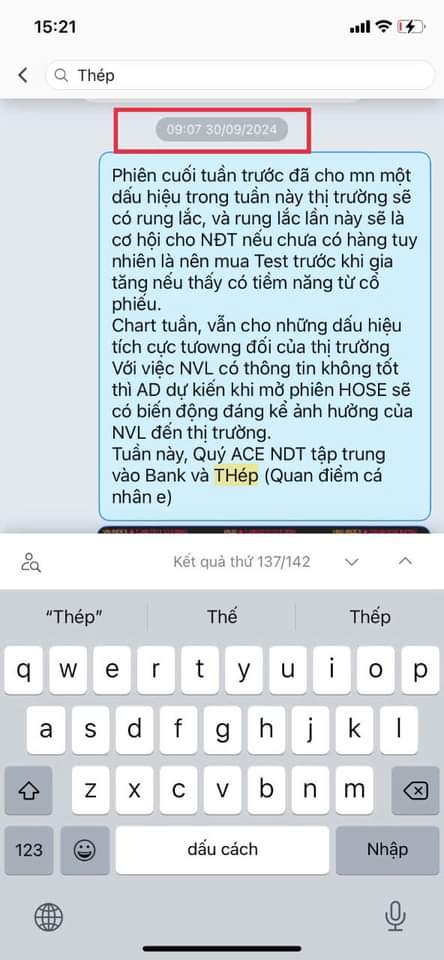 15:21
Thép
09:07 30/09/2024
Phiên cuối tuần trước đã cho mn một
dấu hiệu trong tuần này thị trường sẽ
có rung lắc, và rung lắc lần này sẽ là
cơ hội cho NĐT nếu chưa có hàng tuy
nhiên là nên mua Test trước khi gia
tăng nếu thấy có tiềm năng từ cổ
phiếu.
Chart tuần, vẫn cho những dấu hiệu
tích cực tươwng đối của thị trường
Với việc NVL có thông tin không tốt
thì AD dự kiến khi mở phiên HOSE sẽ
có biến động đáng kể ảnh hưởng của
NVL đến thị trường.
Tuần này, Quý ACE NDT tập trung
vào Bank và THép (Quan điểm cá
nhân e)
Kết quả thứ 137/142
“Thép” Thế Thếp
q w e r t y u i o p
a s d f g h j k l
z x c v b n m
123 dấu cách Nhập